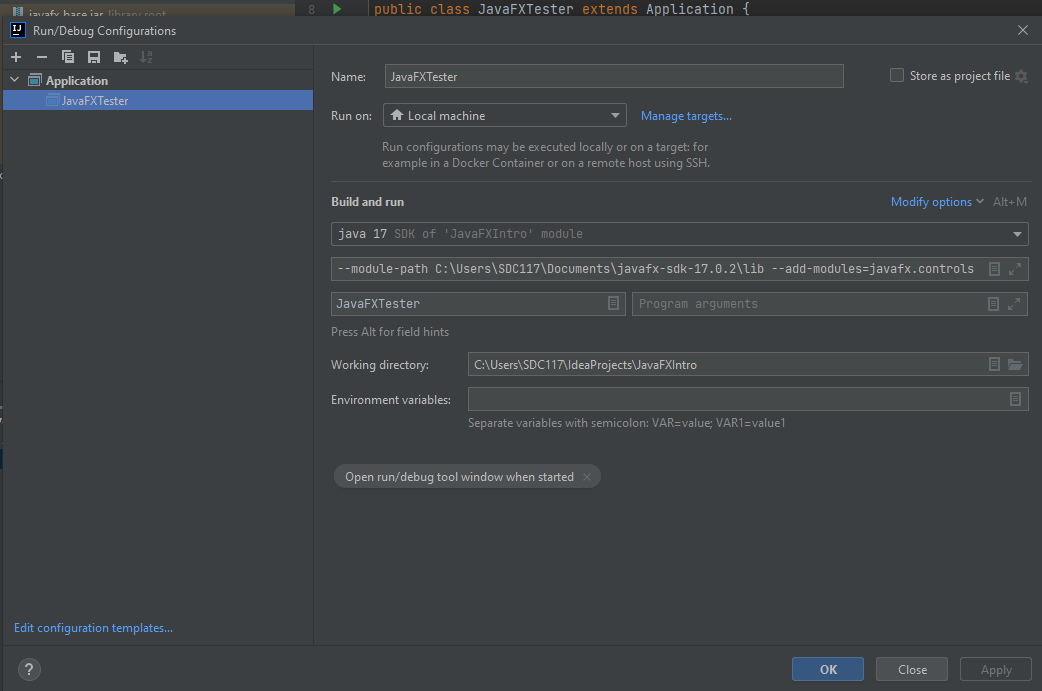 javafx.base.jar library root
8 public class JavaFXTester extends Application {
Run/Debug Configurations
Application
JavaFXTester
Name: JavaFXTester Store as project file
Run on: Local machine Manage targets...
Run configurations may be executed locally or on a target: for
example in a Docker Container or on a remote host using SSH.
Build and run Modify options Alt+M
java 17 SDK of 'JavaFXIntro' module
--module-path C:\Users\SDC117\Documents\javafx-sdk-17.0.2\lib --add-modules=javafx.controls
JavaFXTester Program arguments
Press Alt for field hints
Working directory: C:\Users\SDC117\IdeaProjects\JavaFXIntro
Environment variables:
Separate variables with semicolon: VAR=value; VAR1=value1
Open run/debug tool window when started
Edit configuration templates...
? OK Close Apply